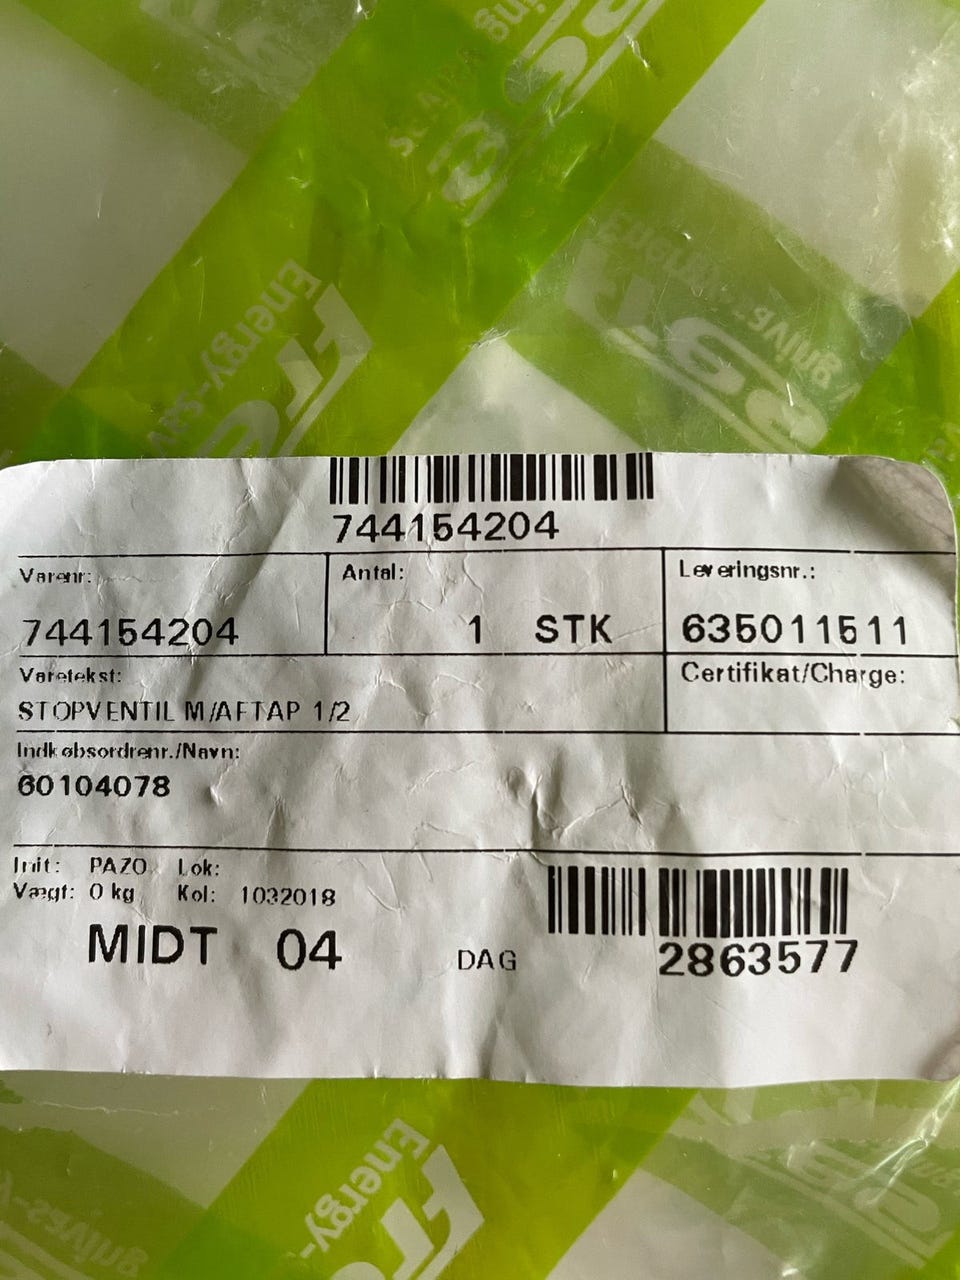 Energy-Sav
744154204
Varenr:
744154204
Antal:
1 STK
Leveringsnr.:
635011511
Varetekst:
STOPVENTIL M/AFTAP 1/2
Certifikat/Charge:
Indkøbsordrenr./Navn:
60104078
Init: PAZO Lok:
Vægt: 0 kg Kol: 1032018
MIDT 04 DAG
2863577
Energy-